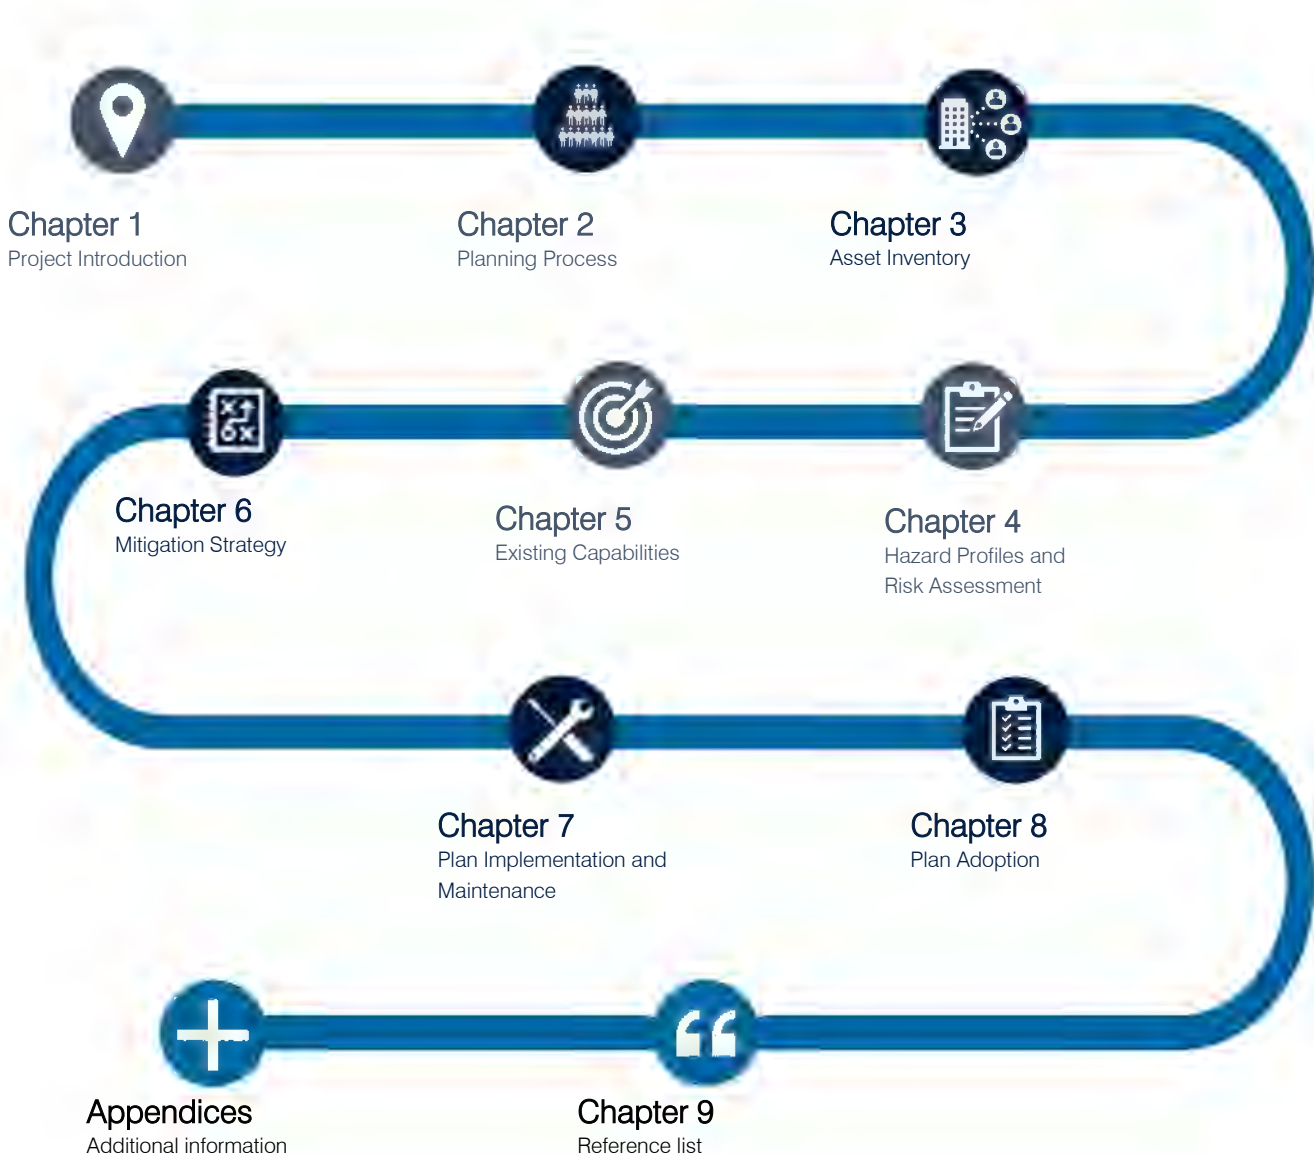 Chapter 1
Project Introduction
Chapter 2
Planning Process
Chapter 3
Asset Inventory
Chapter 6
Mitigation Strategy
Chapter 5
Existing Capabilities
Chapter 4
Hazard Profiles and
Risk Assessment
Chapter 7
Plan Implementation and
Maintenance
Chapter 8
Plan Adoption
Appendices
Additional information
Chapter 9
Reference list